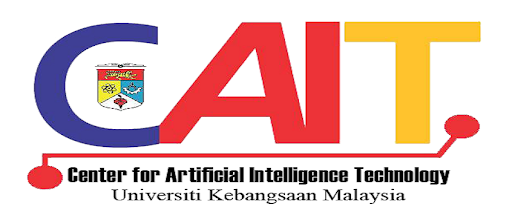 CAIT
Center for Artificial Intelligence Technology
Universiti Kebangsaan Malaysia